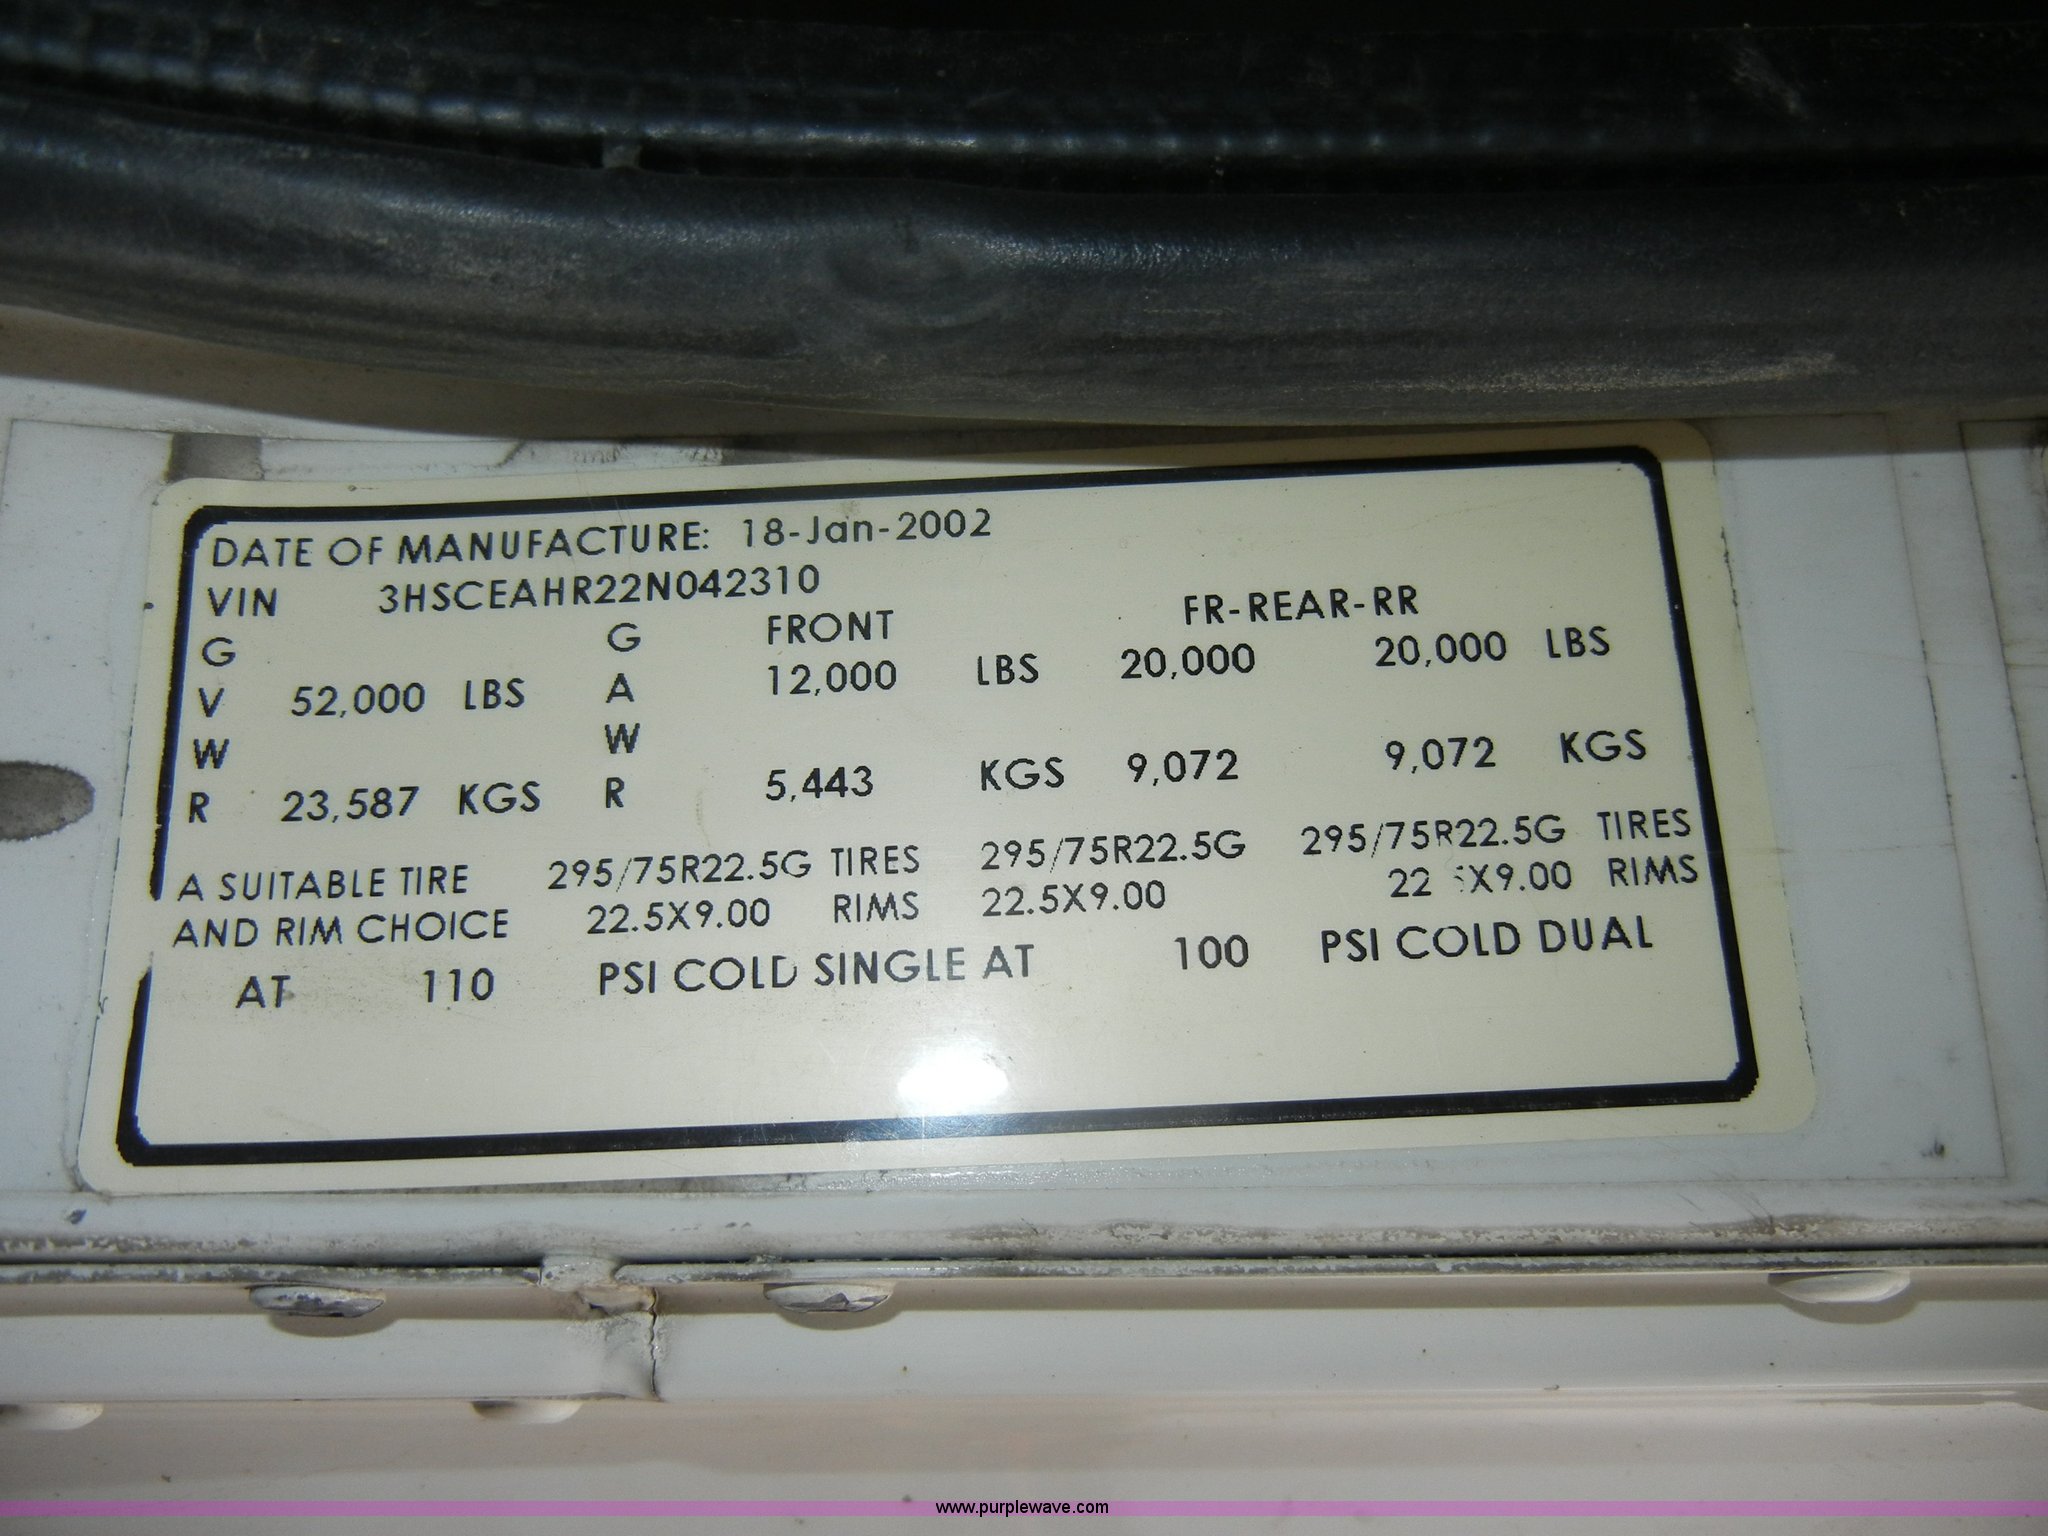 DATE OF MANUFACTURE: 18-Jan-2002
VIN 3HSCEAHR22N042310
G G FRONT FR-REAR-RR
V 52,000 LBS A 12,000 LBS 20,000 20,000 LBS
W W
R 23,587 KGS R 5,443 KGS 9,072 9,072 KGS
A SUITABLE TIRE 295/75R22.5G TIRES 295/75R22.5G 295/75R22.5G TIRES
AND RIM CHOICE 22.5X9.00 RIMS 22.5X9.00 22.5X9.00 RIMS
AT 110 PSI COLD SINGLE AT 100 PSI COLD DUAL
www.purplewave.com